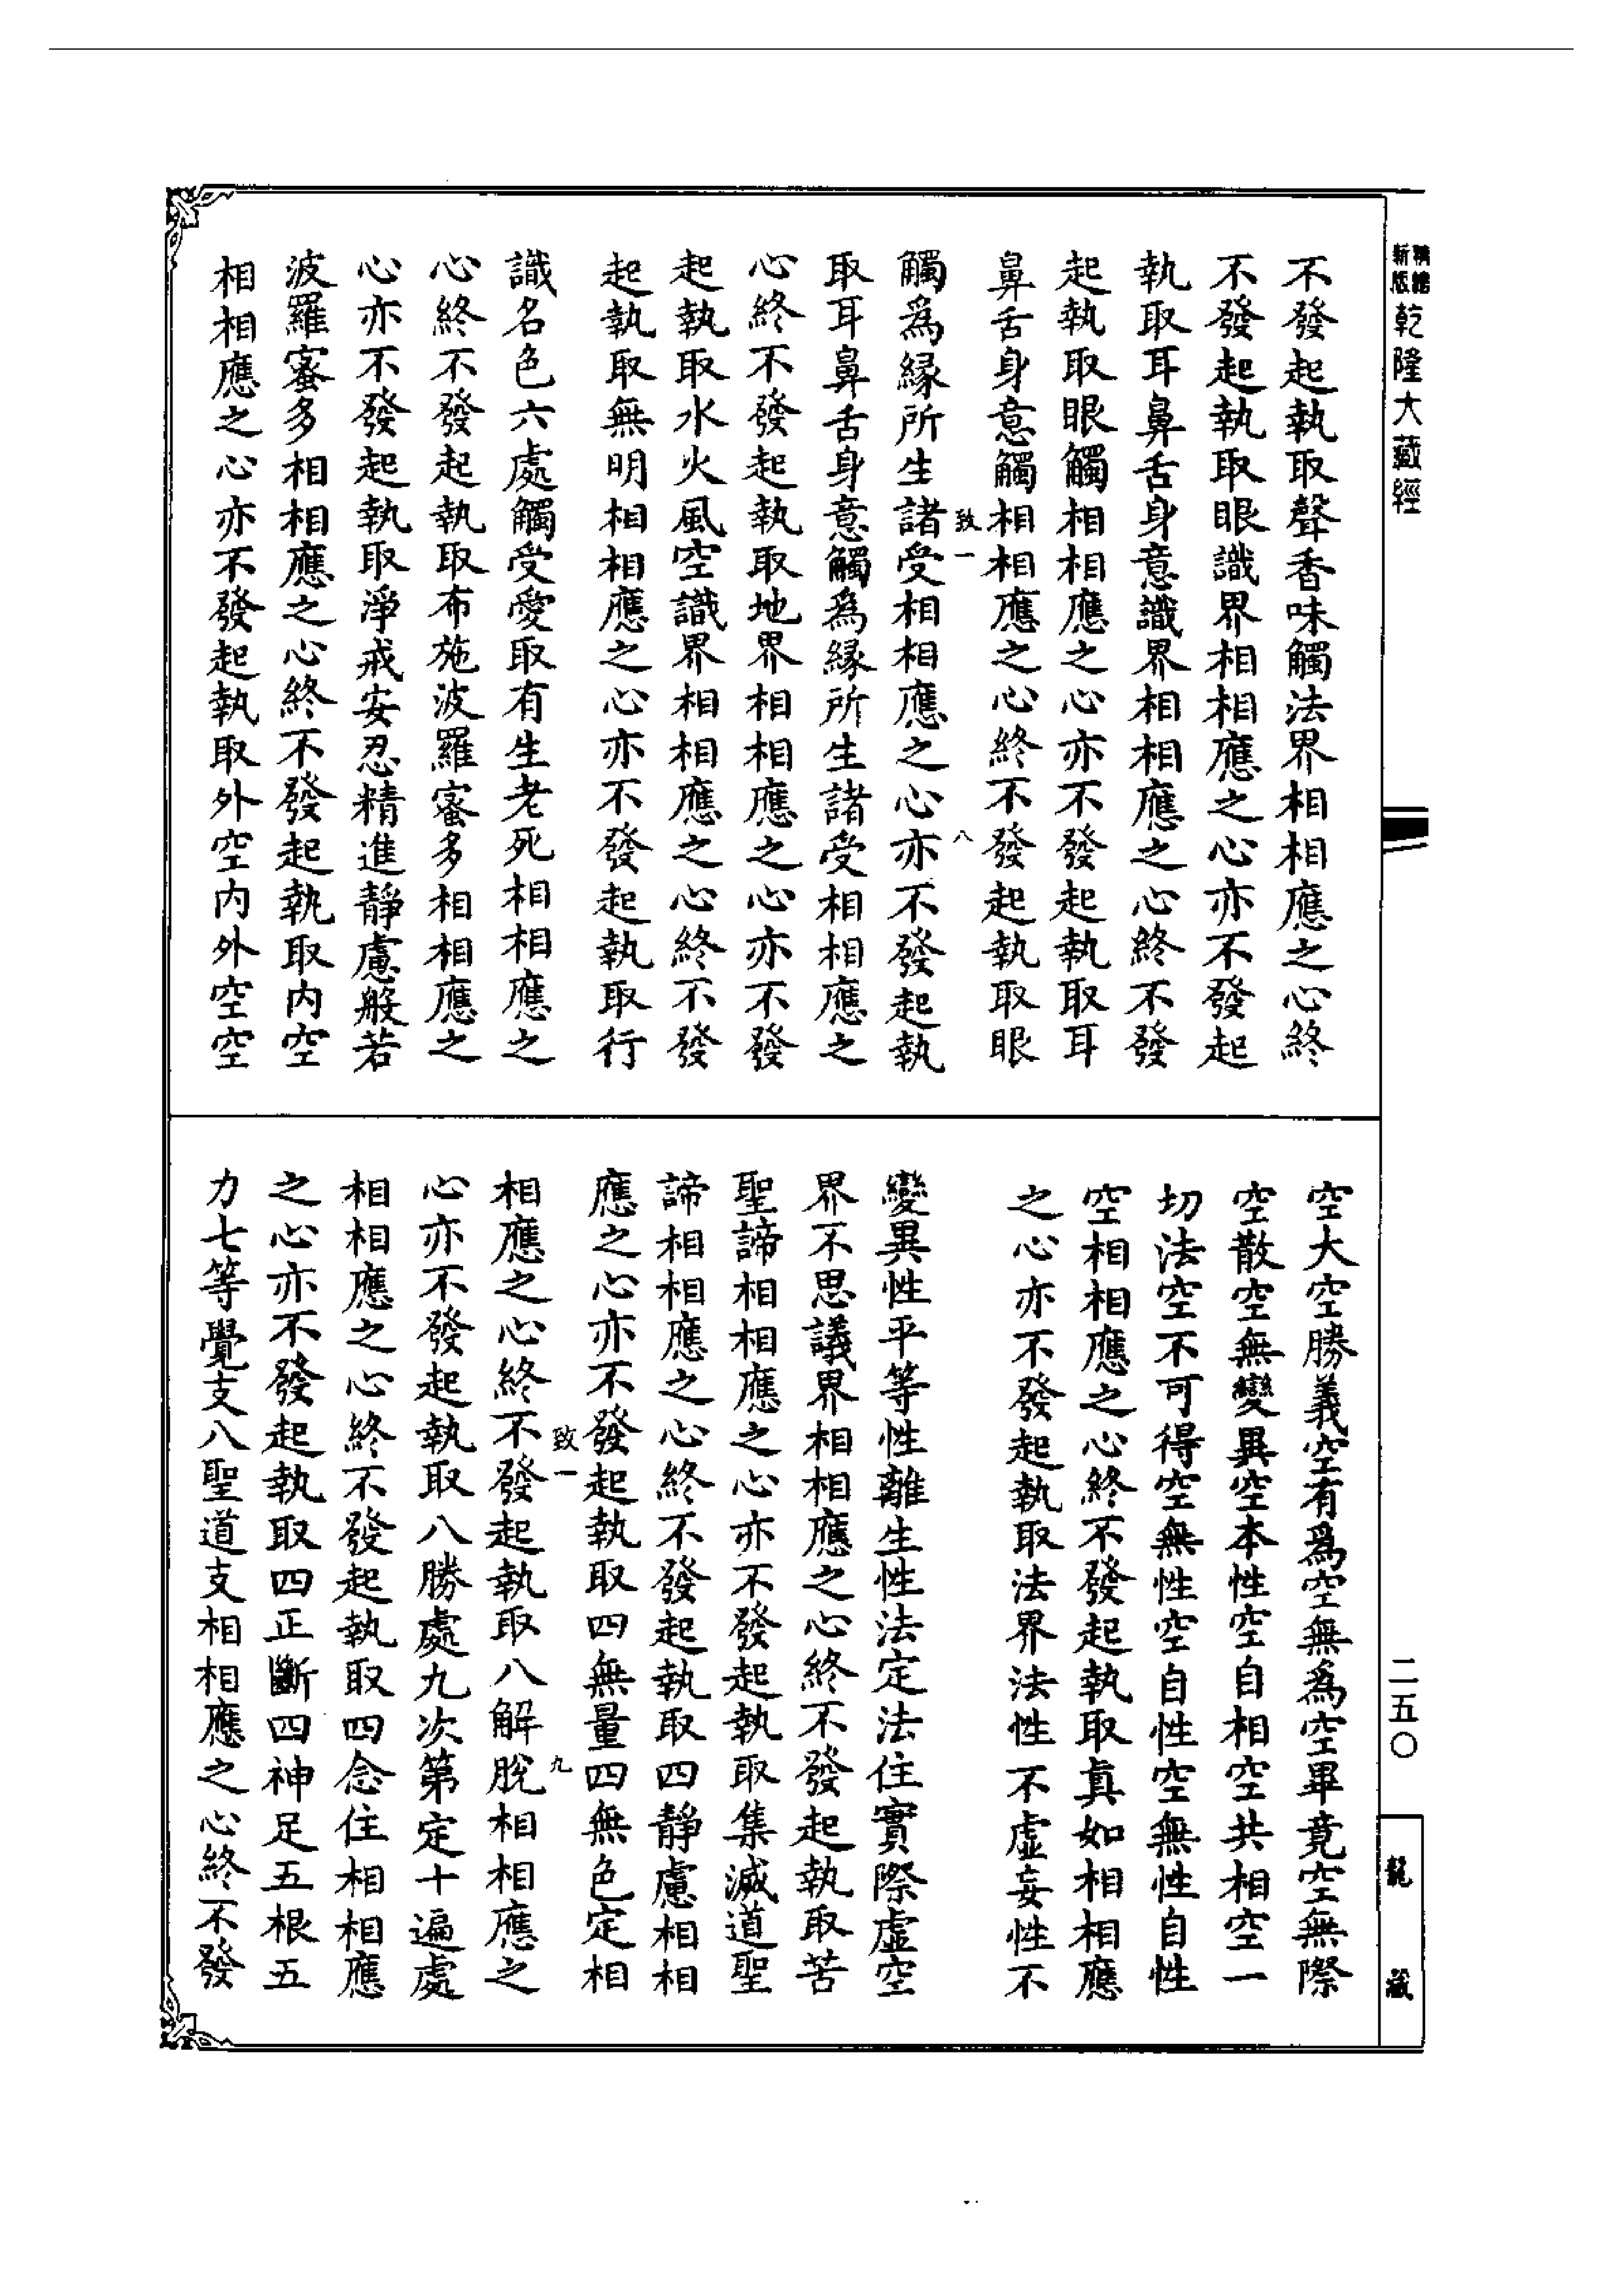 新版精縮乾隆大藏經
不發起執取聲香味觸法界相相應之心終
不發起執取眼識界相相應之心亦不發起
執取耳鼻舌身意識界相相應之心終不發
起執取眼觸相相應之心亦不發起執取耳
鼻舌身意觸相相應之心終不發起執取眼
致一 八
觸爲緣所生諸受相相應之心亦不發起執
取耳鼻舌身意觸爲緣所生諸受相相應之
心終不發起執取地界相相應之心亦不發
起執取水火風空識界相相應之心終不發
起執取無明相相應之心亦不發起執取行
識名色六處觸受愛取有生老死相相應之
心終不發起執取布施波羅蜜多相相應之
心亦不發起執取淨戒安忍精進靜慮般若
波羅蜜多相相應之心終不發起執取內空
相相應之心亦不發起執取外空內外空空
空大空勝義空有爲空無爲空畢竟空無際
空散空無變異空本性空自相空共相空一
切法空不可得空無性空自性空無性自性
空相相應之心終不發起執取真如相相應
之心亦不發起執取法界法性不虛妄性不
變異性平等性離生性法定法住實際虛空
界不思議界相相應之心終不發起執取苦
聖諦相相應之心亦不發起執取集滅道聖
諦相相應之心終不發起執取四靜慮相相
應之心亦不發起執取四無量四無色定相
致一 九
相應之心終不發起執取八解脫相相應之
心亦不發起執取八勝處九次第定十遍處
相相應之心終不發起執取四念住相相應
之心亦不發起執取四正斷四神足五根五
力七等覺支八聖道支相相應之心終不發
二五〇
龍藏